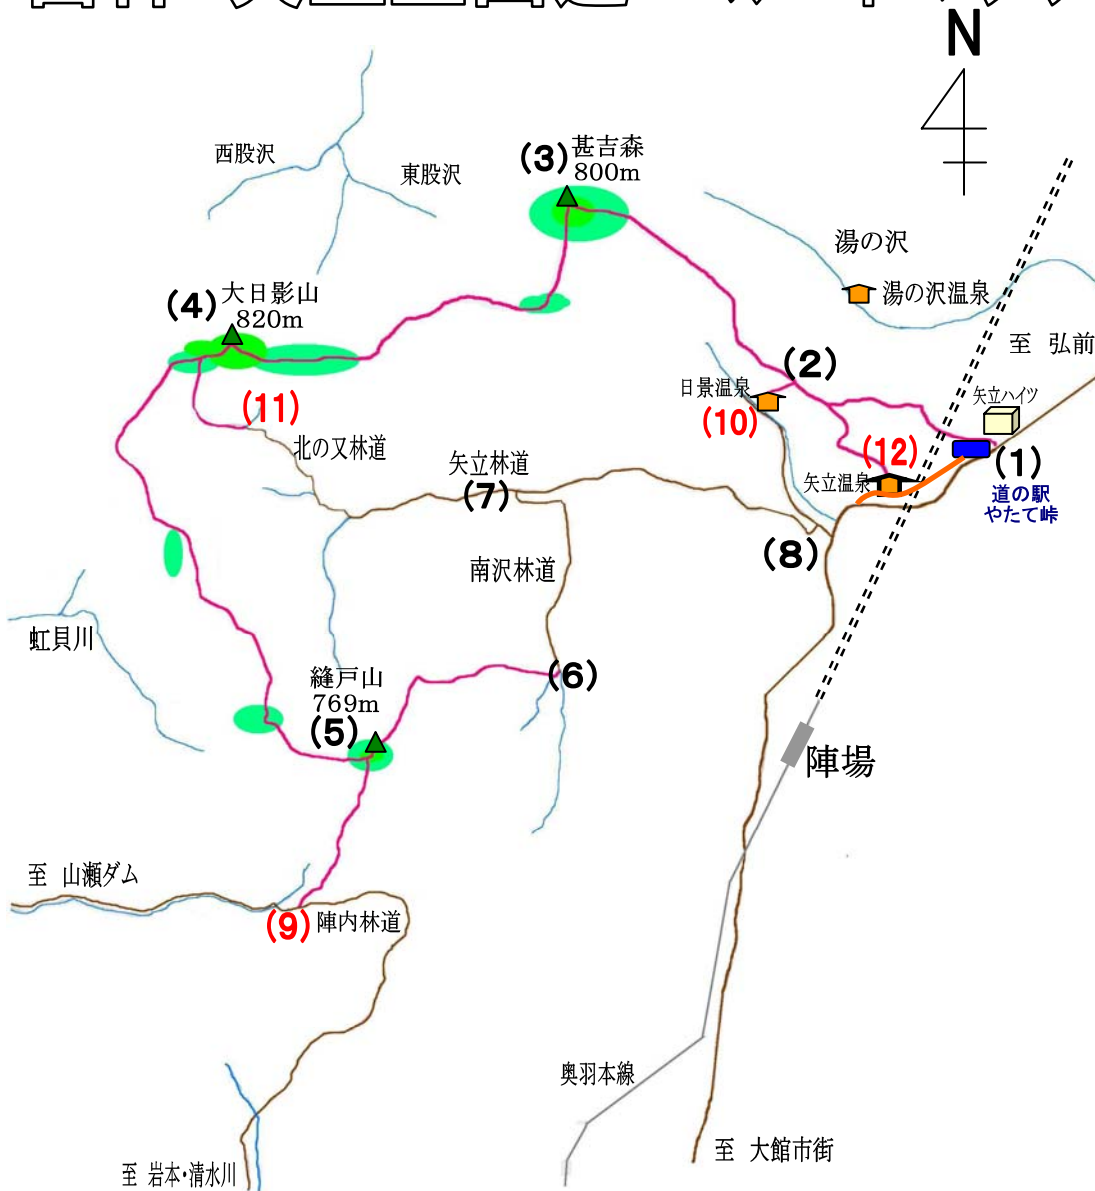 N
西股沢
東股沢
(3)
甚吉森
800m
湯の沢
湯の沢温泉
(4)
大日影山
820m
至 弘前
(2)
日景温泉
(10)
矢立ハイツ
(11)
北の又林道
矢立林道
(7)
(12)
矢立温泉
(1)
道の駅
やたて峠
(8)
南沢林道
虹貝川
縫戸山
769m
(5)
(6)
陣場
至 山瀬ダム
(9)
陣内林道
奥羽本線
至 大館市街
至 岩本・清水川